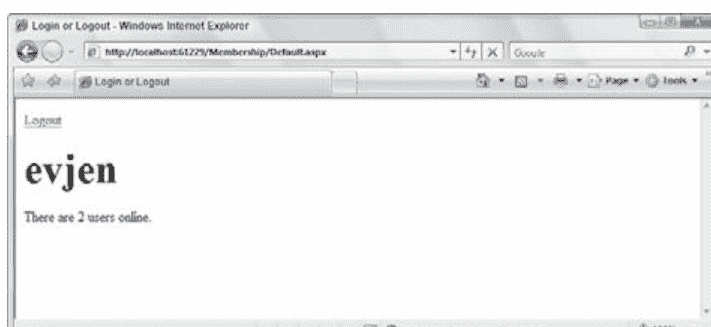 Login or Logout - Windows Internet Explorer
http://localhost:61229/Membership/Default.aspx
Google
Login or Logout
Page
Tools
Logout
evjen
There are 2 users online.